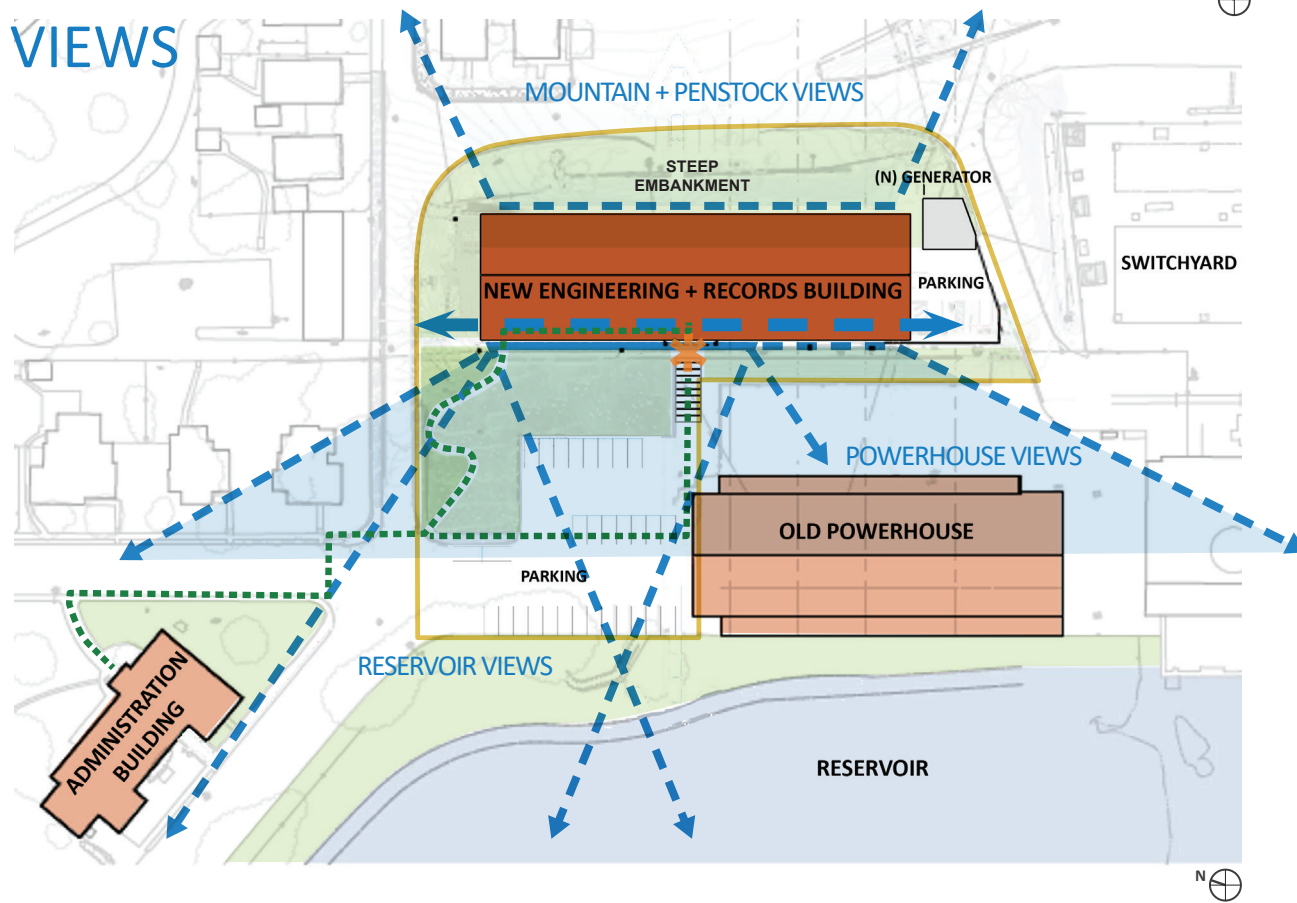 VIEWS
MOUNTAIN + PENSTOCK VIEWS
STEEP
EMBANKMENT
(N) GENERATOR
SWITCHYARD
NEW ENGINEERING + RECORDS BUILDING
PARKING
POWERHOUSE VIEWS
OLD POWERHOUSE
PARKING
RESERVOIR VIEWS
ADMINISTRATION
BUILDING
RESERVOIR
N